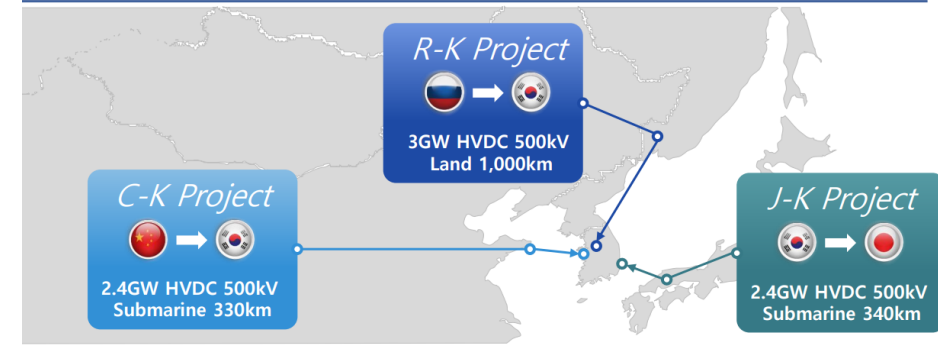 R-K Project
3GW HVDC 500kV
Land 1,000km
C-K Project
2.4GW HVDC 500kV
Submarine 330km
J-K Project
2.4GW HVDC 500kV
Submarine 340km